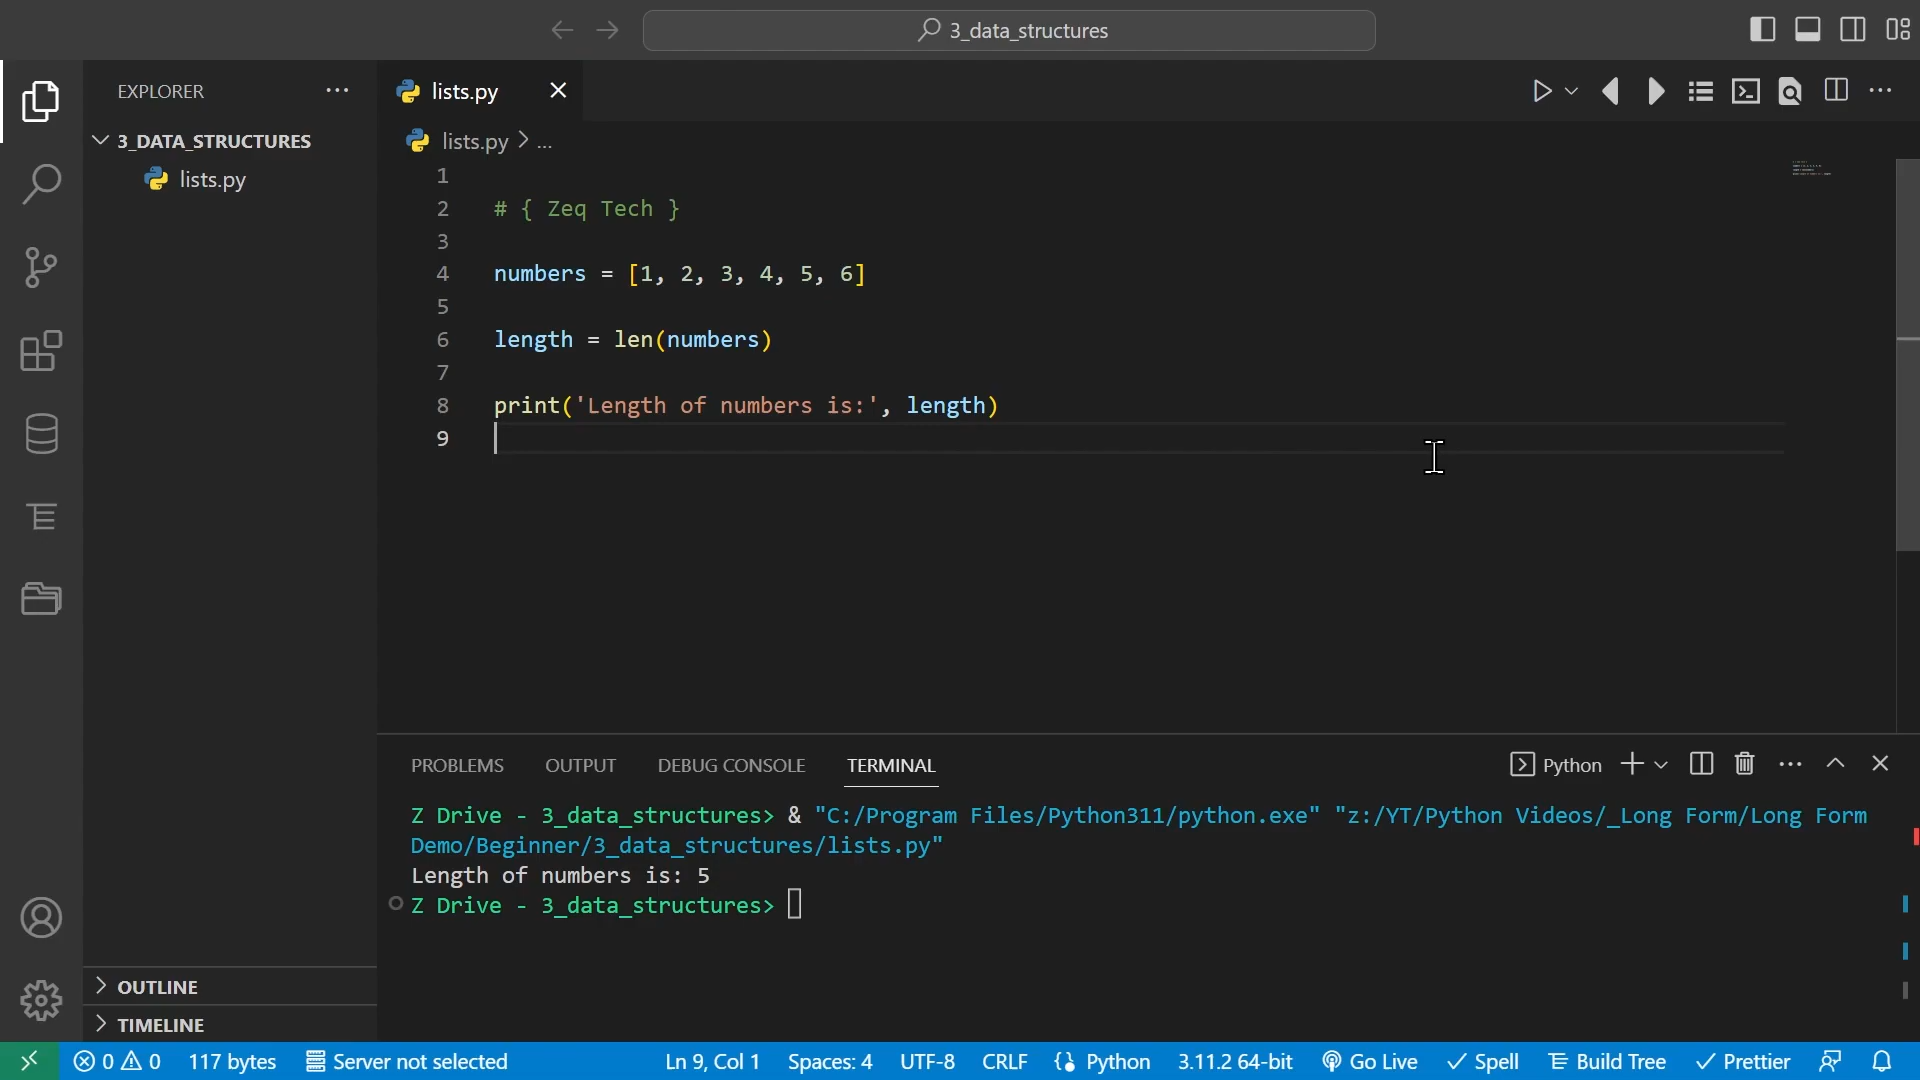 3_data_structures
EXPLORER
lists.py
3_DATA_STRUCTURES
lists.py
lists.py > ...
1
2 # { Zeq Tech }
3
4 numbers = [1, 2, 3, 4, 5, 6]
5
6 length = len(numbers)
7
8 print('Length of numbers is:', length)
9
PROBLEMS OUTPUT DEBUG CONSOLE TERMINAL Python
Z Drive - 3_data_structures> & "C:/Program Files/Python311/python.exe" "z:/YT/Python Videos/_Long Form/Long Form
Demo/Beginner/3_data_structures/lists.py"
Length of numbers is: 5
Z Drive - 3_data_structures>
OUTLINE
TIMELINE
0 0 117 bytes Server not selected Ln 9, Col 1 Spaces: 4 UTF-8 CRLF Python 3.11.2 64-bit Go Live Spell Build Tree Prettier